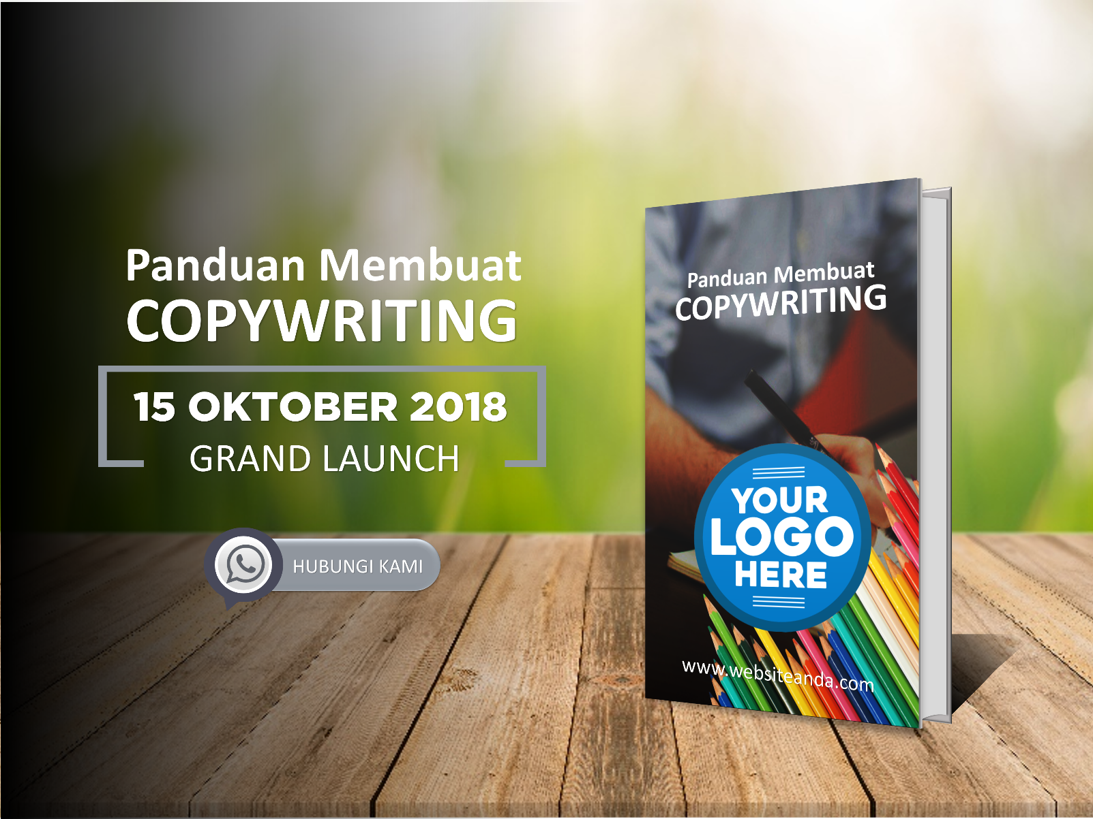 Panduan Membuat
COPYWRITING
15 OKTOBER 2018
GRAND LAUNCH
HUBUNGI KAMI
Panduan Membuat
COPYWRITING
YOUR
LOGO
HERE
www.websiteanda.com